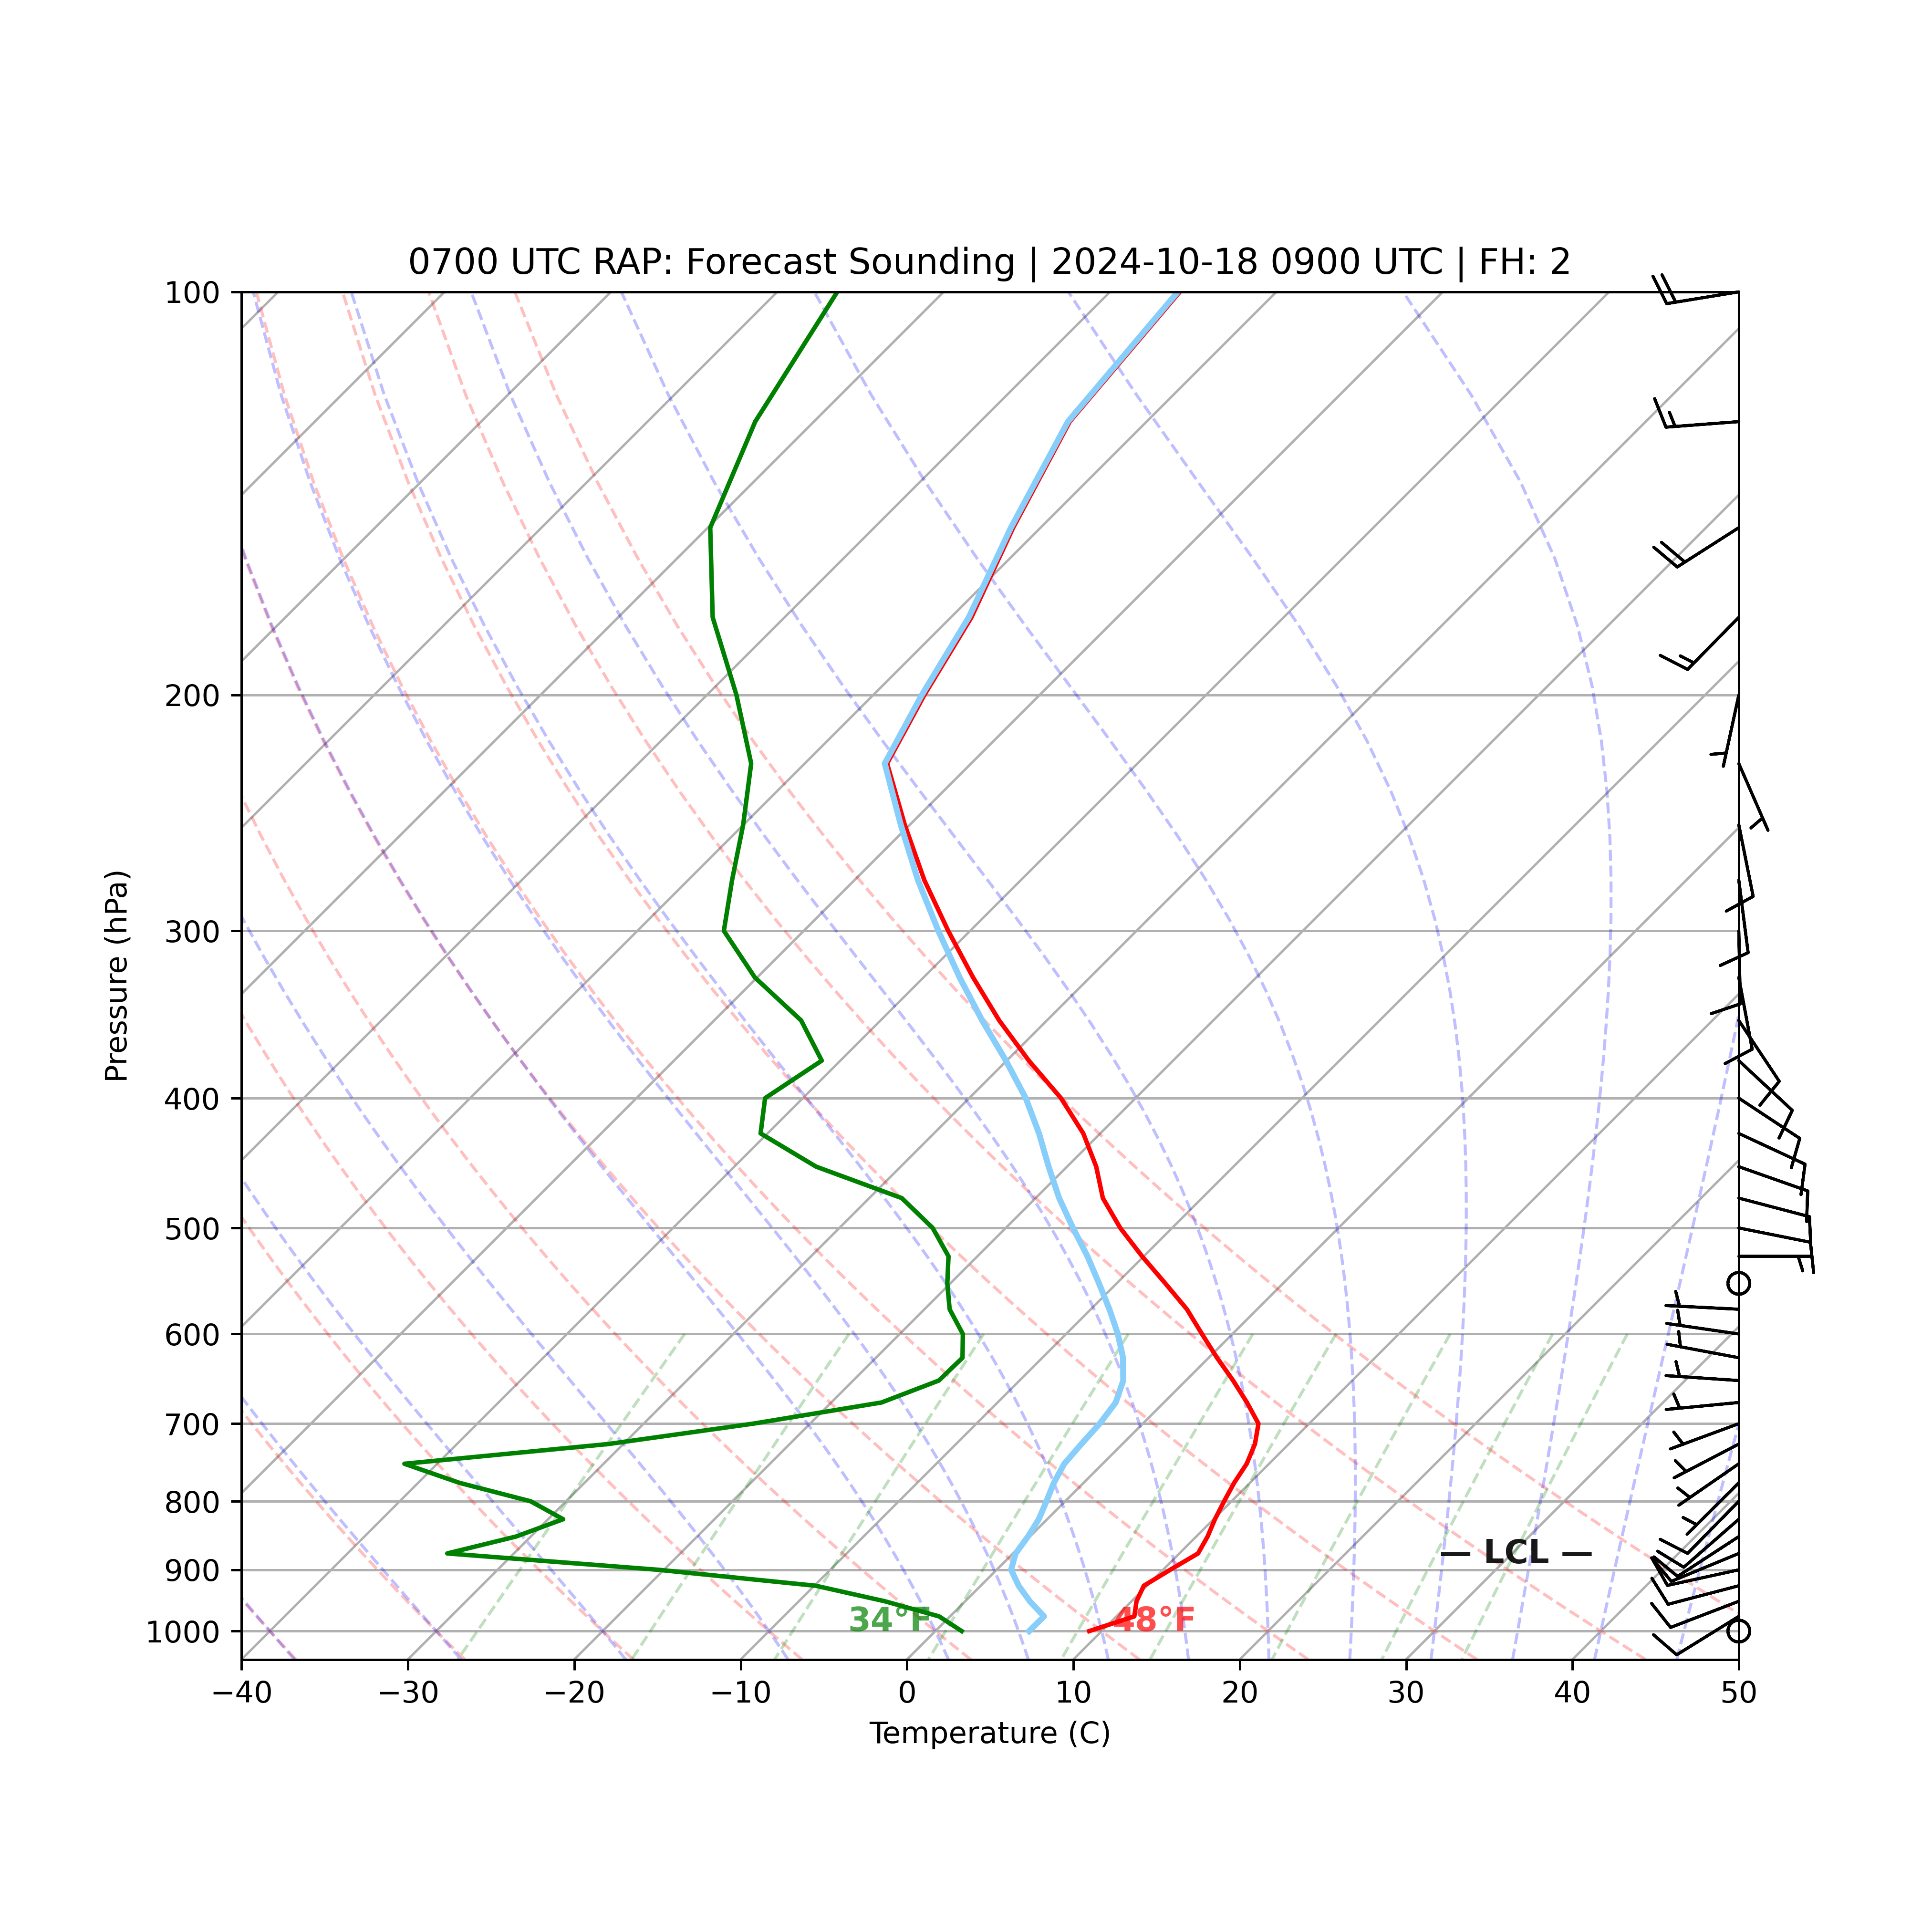 0700 UTC RAP: Forecast Sounding | 2024-10-18 0900 UTC | FH: 2
100
200
300
400
500
600
700
800
900
1000
Pressure (hPa)
— LCL —
34°F
48°F
−40 −30 −20 −10 0 10 20 30 40 50
Temperature (C)